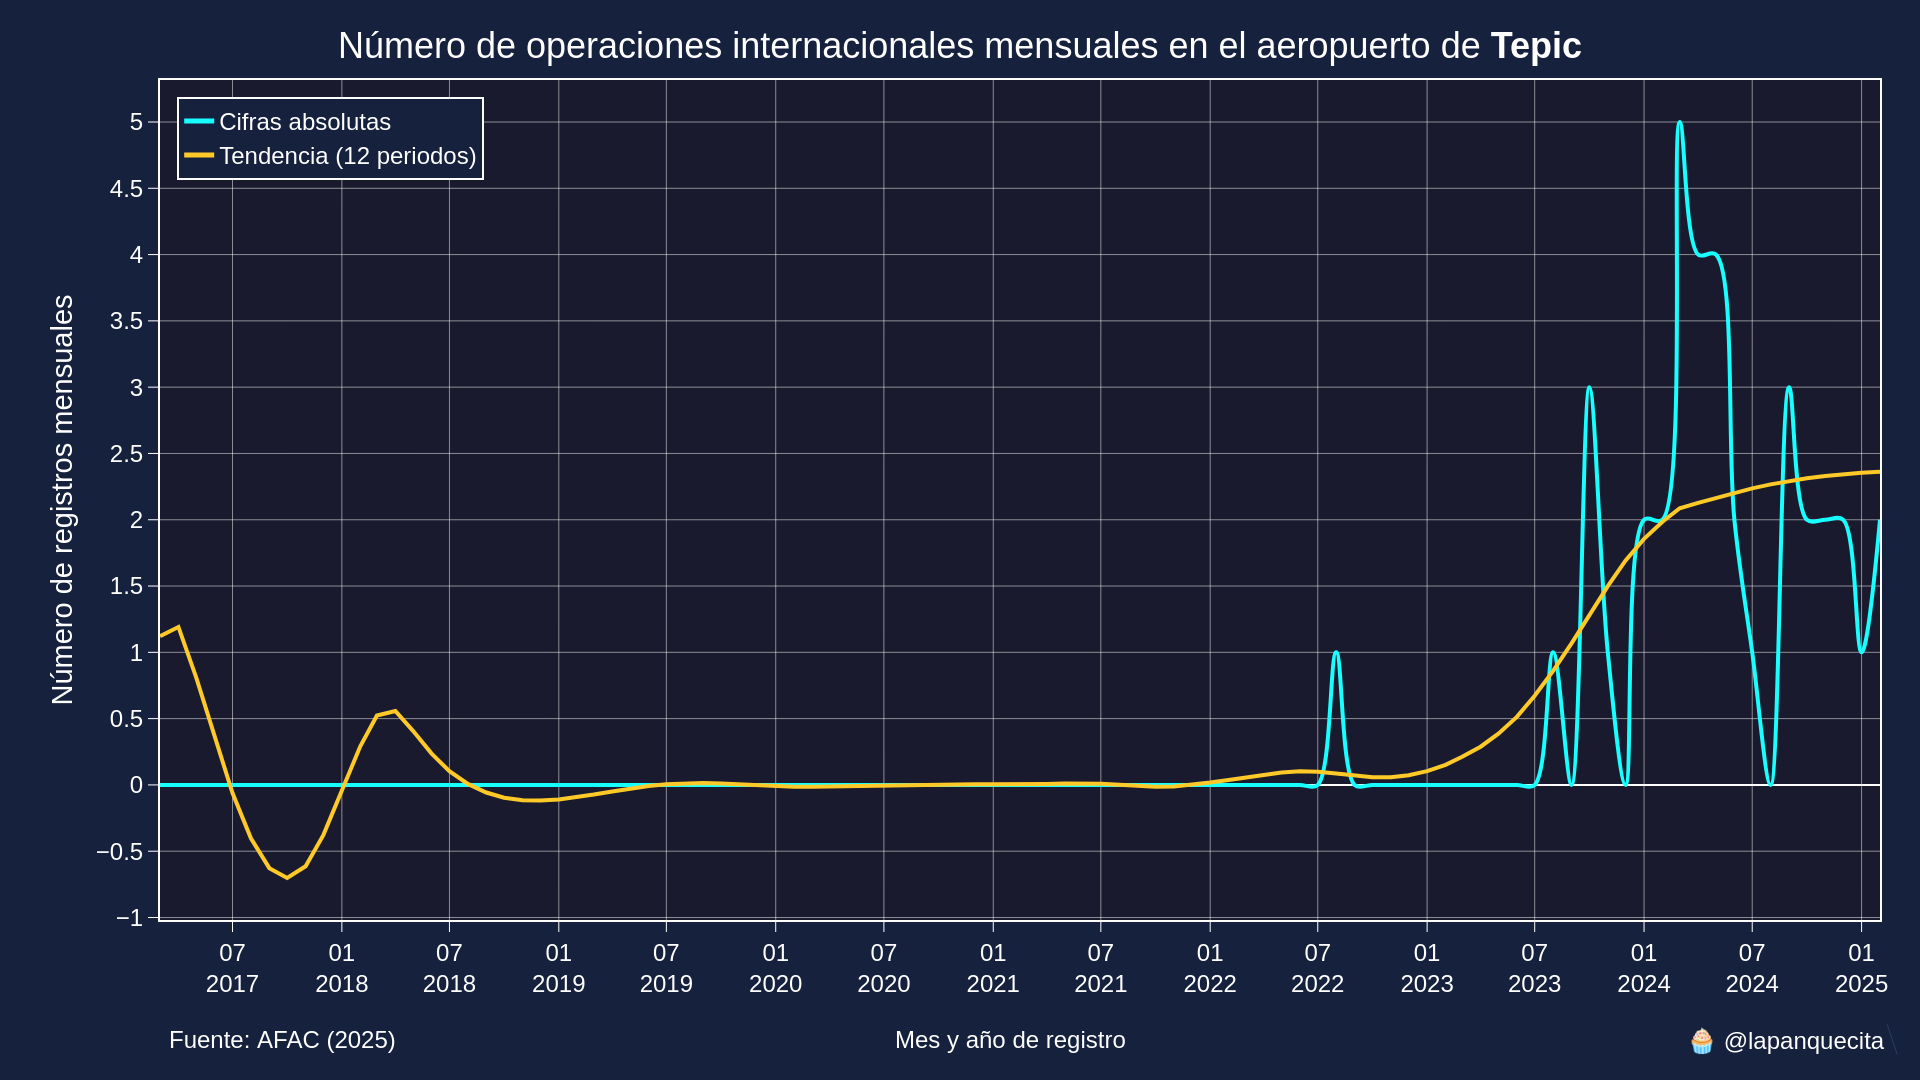 Número de operaciones internacionales mensuales en el aeropuerto de Tepic
Cifras absolutas
Tendencia (12 periodos)
Número de registros mensuales
5
4.5
4
3.5
3
2.5
2
1.5
1
0.5
0
−0.5
−1
07 01 07 01 07 01 07 01 07 01 07 01 07 01 07 01
2017 2018 2018 2019 2019 2020 2020 2021 2021 2022 2022 2023 2023 2024 2024 2025
Fuente: AFAC (2025)
Mes y año de registro
🧁 @lapanquecita